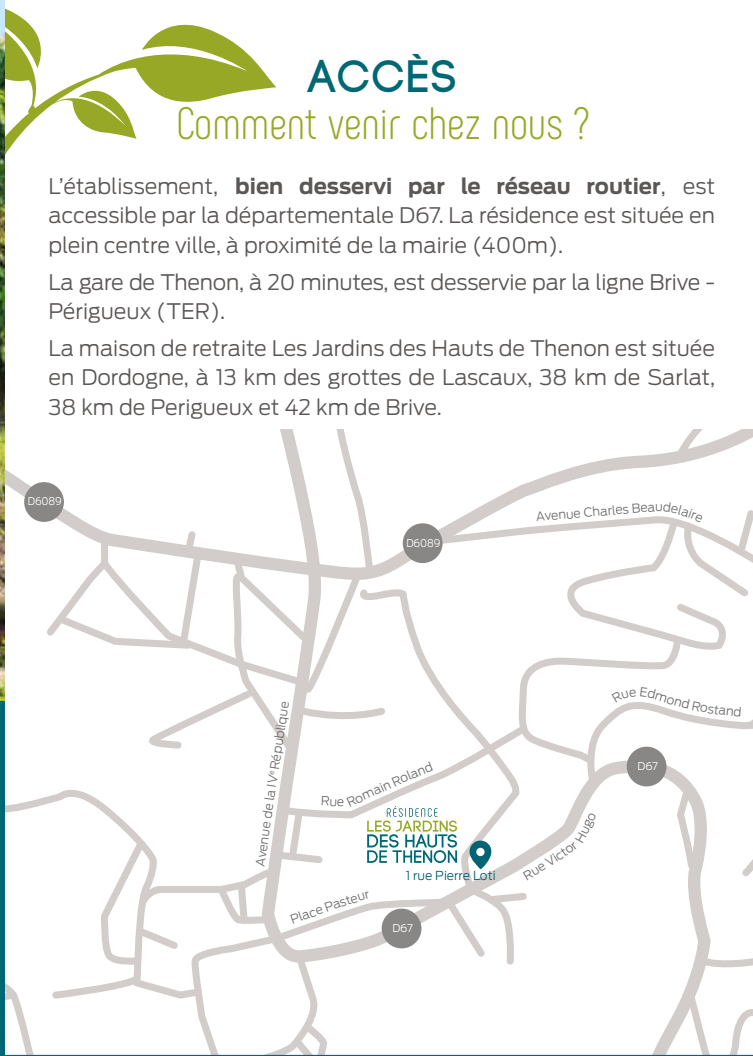 ACCÈS
Comment venir chez nous ?
L'établissement, bien desservi par le réseau routier, est
accessible par la départementale D67. La résidence est située en
plein centre ville, à proximité de la mairie (400m).
La gare de Thenon, à 20 minutes, est desservie par la ligne Brive -
Périgueux (TER).
La maison de retraite Les Jardins des Hauts de Thenon est située
en Dordogne, à 13 km des grottes de Lascaux, 38 km de Sarlat,
38 km de Perigueux et 42 km de Brive.
D6089
Avenue Charles Beaudelaire
D6089
Rue Edmond Rostand
Avenue de la IVe République
D67
Rue Romain Roland
RÉSIDENCE
LES JARDINS
DES HAUTS
DE THENON
1 rue Pierre Loti
Rue Victor Hugo
Place Pasteur
D67